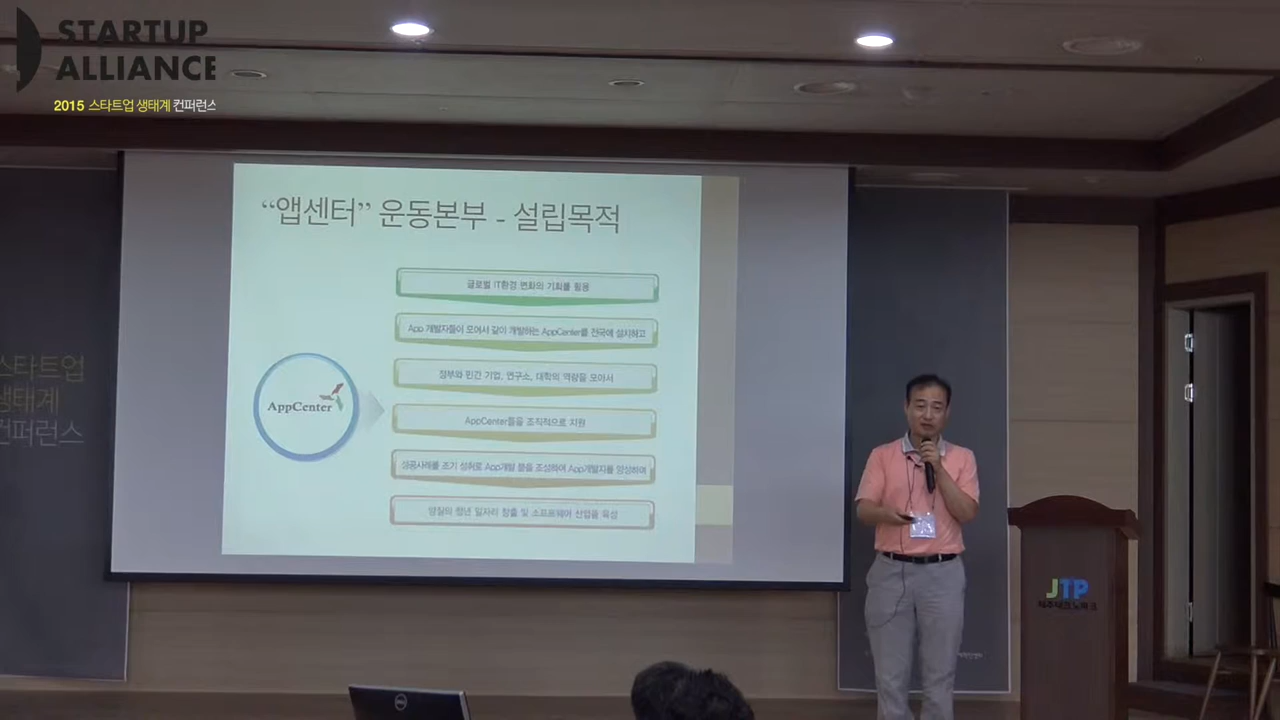 STARTUP
ALLIANCE
2015 스타트업 생태계 컨퍼런스
“앱센터” 운동본부 - 설립목적
글로벌 IT환경 변화의 기회를 활용
App 개발자들이 모여서 같이 개발하는 AppCenter를 전국에 설치하고
정부와 민간 기업, 연구소, 대학의 역량을 모아서
AppCenter들을 조직적으로 지원
성공사례를 조기 성취로 App개발 붐을 조성하여 App개발자를 양성하여
양질의 청년 일자리 창출 및 소프트웨어 산업을 육성
AppCenter
스타트업
생태계
컨퍼런스
JTP
제주테크노파크
DELL